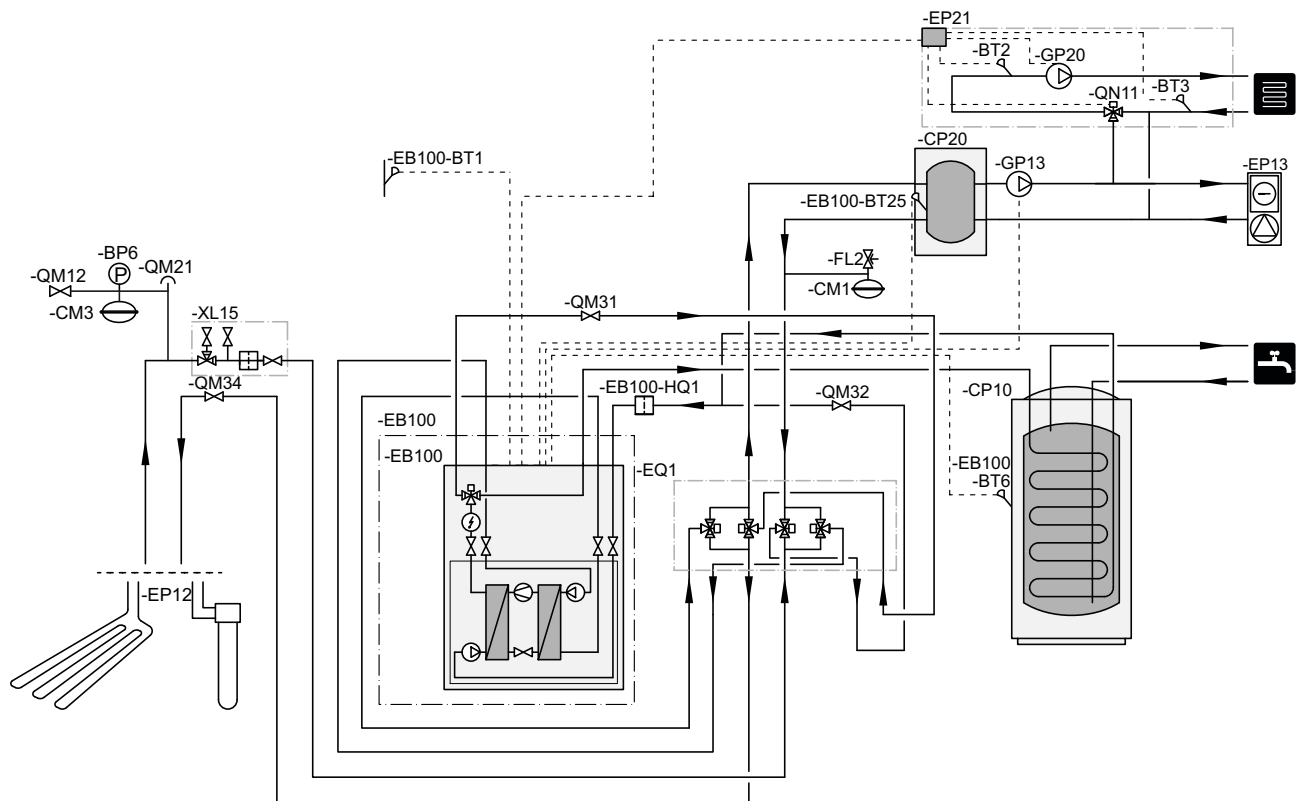 -EP21
-BT2
-GP20
-QN11
-BT3
-CP20
-EB100-BT1
-GP13
-EP13
-EB100-BT25
-BP6
P
-QM21
-QM12
-FL2
-CM3
-CM1
-XL15
-QM31
-QM34
-EB100-HQ1
-QM32
-CP10
-EB100
-EB100
-EQ1
-EB100
-BT6
-EP12